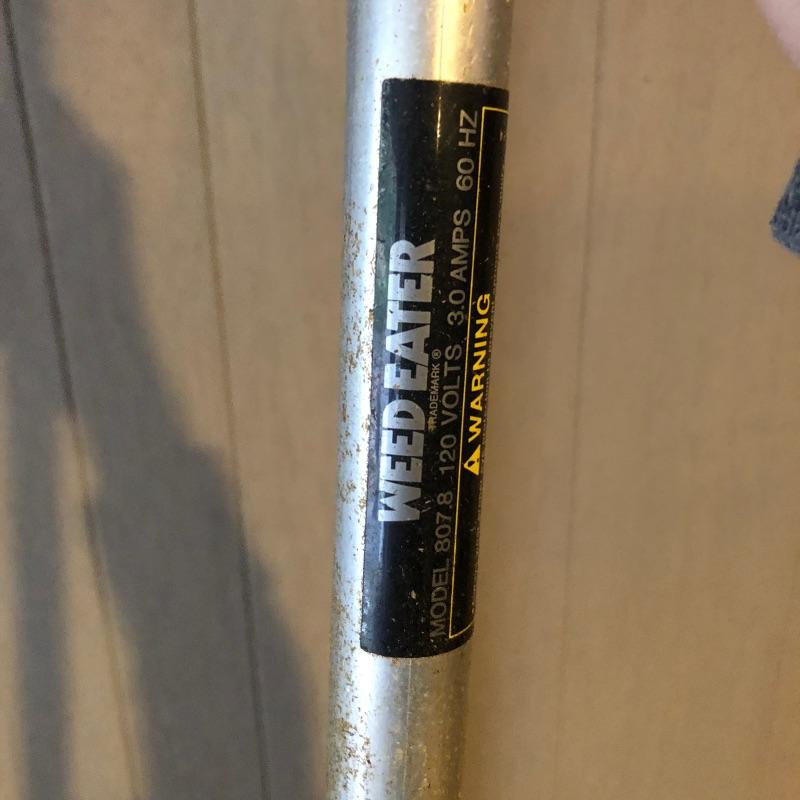 WEED EATER
TRADEMARK ®
MODEL 807.8 120 VOLTS 3.0 AMPS 60 HZ
⚠ WARNING